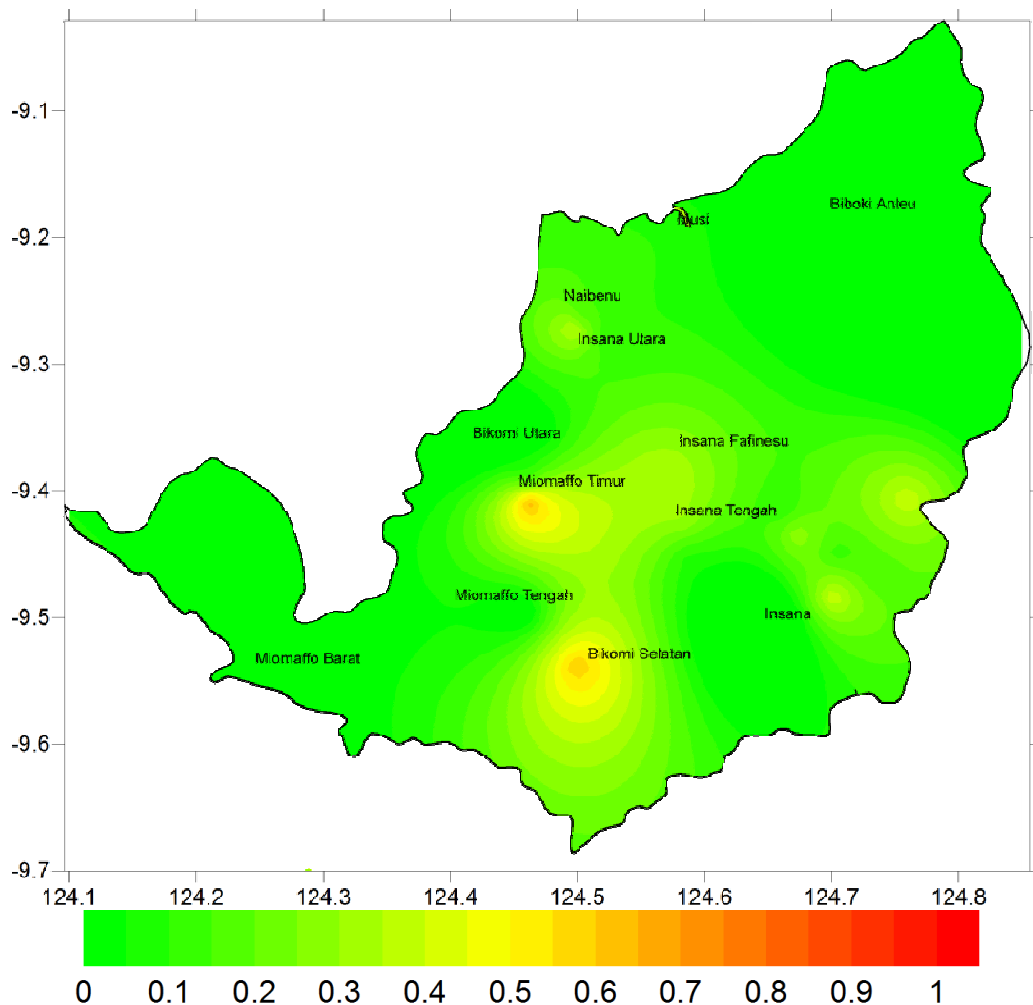 -9.1
Biboki Anleu
-9.2
Naibenu
Insana Utara
-9.3
Bikomi Utara
Insana Fafinesu
Miomaffo Timur
-9.4
Insana Tengah
Miomaffo Tengah
-9.5
Insana
Miomaffo Barat
Bikomi Selatan
-9.6
-9.7
124.1 124.2 124.3 124.4 124.5 124.6 124.7 124.8
0 0.1 0.2 0.3 0.4 0.5 0.6 0.7 0.8 0.9 1